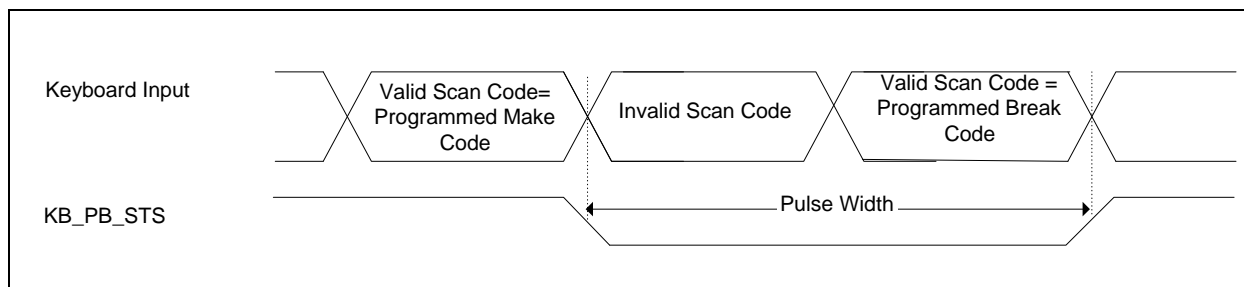 Keyboard Input
Valid Scan Code=
Programmed Make
Code
Invalid Scan Code
Valid Scan Code =
Programmed Break
Code
KB_PB_STS
Pulse Width